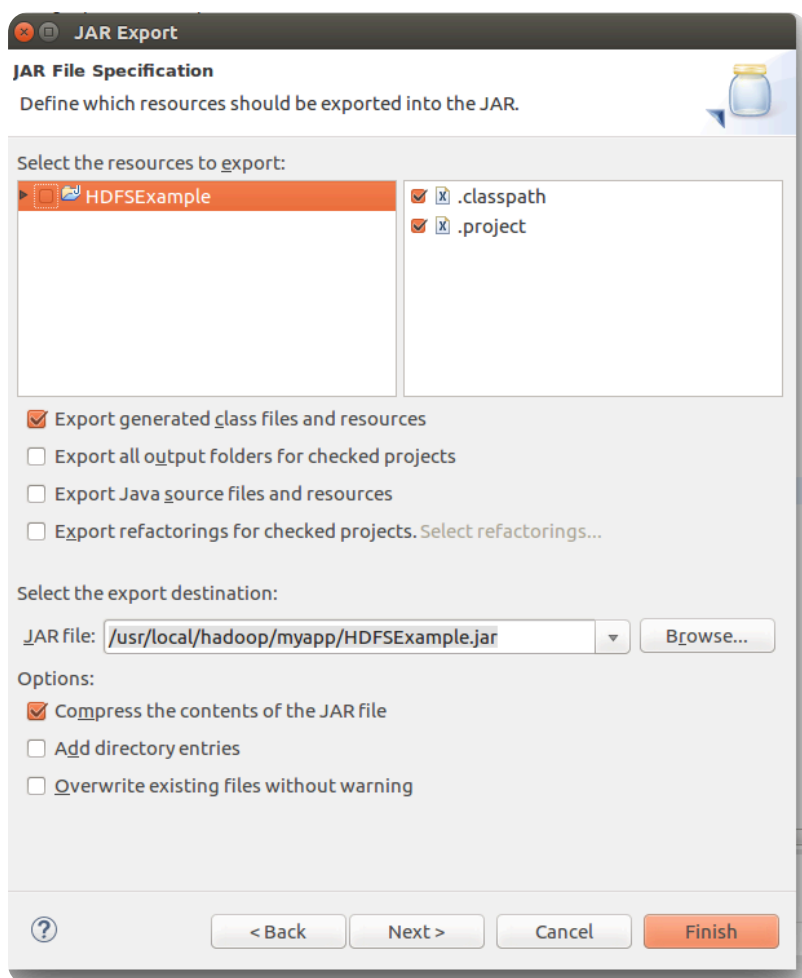 JAR Export
JAR File Specification
Define which resources should be exported into the JAR.
Select the resources to export:
HDFSExample
.classpath
.project
Export generated class files and resources
Export all output folders for checked projects
Export Java source files and resources
Export refactorings for checked projects. Select refactorings...
Select the export destination:
JAR file: /usr/local/hadoop/myapp/HDFSExample.jar Browse...
Options:
Compress the contents of the JAR file
Add directory entries
Overwrite existing files without warning
? < Back Next > Cancel Finish